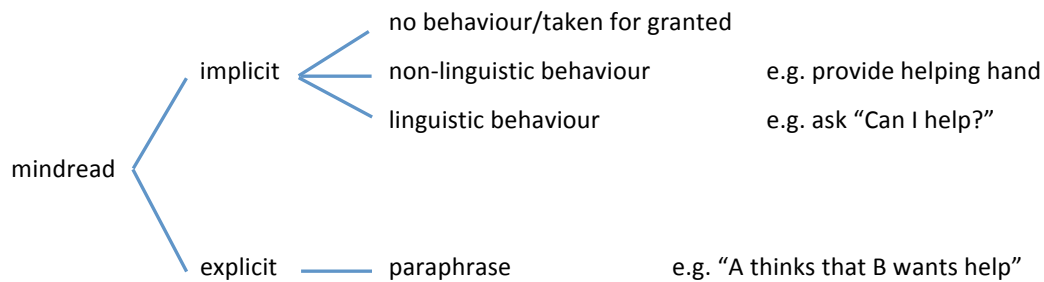 no behaviour/taken for granted
implicit non-linguistic behaviour e.g. provide helping hand
linguistic behaviour e.g. ask “Can I help?”
mindread
explicit paraphrase e.g. “A thinks that B wants help”